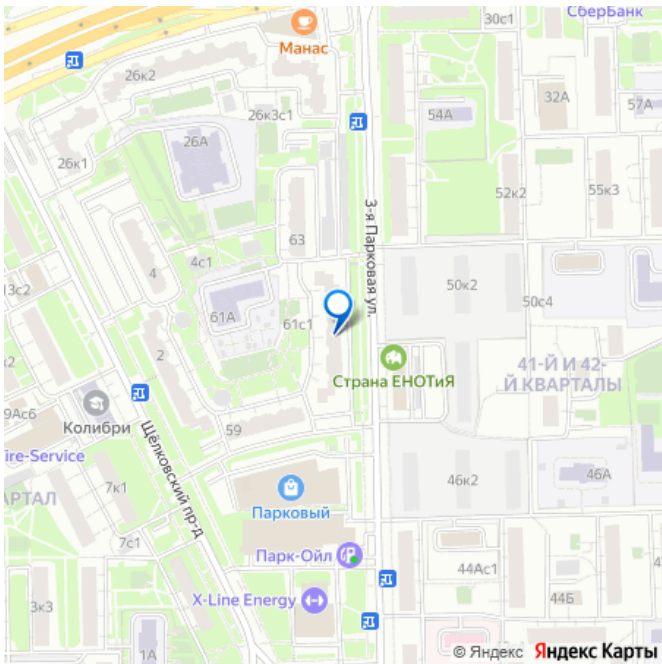 30с1
СберБанк
Манас
26к2
32А
57А
26к3с1
54А
26А
26к1
52к2
55к3
3-я Парковая ул.
63
4с1
4
13с2
50к2
50с4
61А
61с1
2
Страна ЕНОТиЯ
41-Й И 42-
Й КВАРТАЛЫ
9Ас6
Колибри
Щёлковский пр-д
59
ire-Service
46к2
46А
АРТАЛ
7к1
Парковый
7с1
Парк-Ойл
44Ас1
X-Line Energy
44Б
3к3
1А
© Яндекс Яндекс Карты